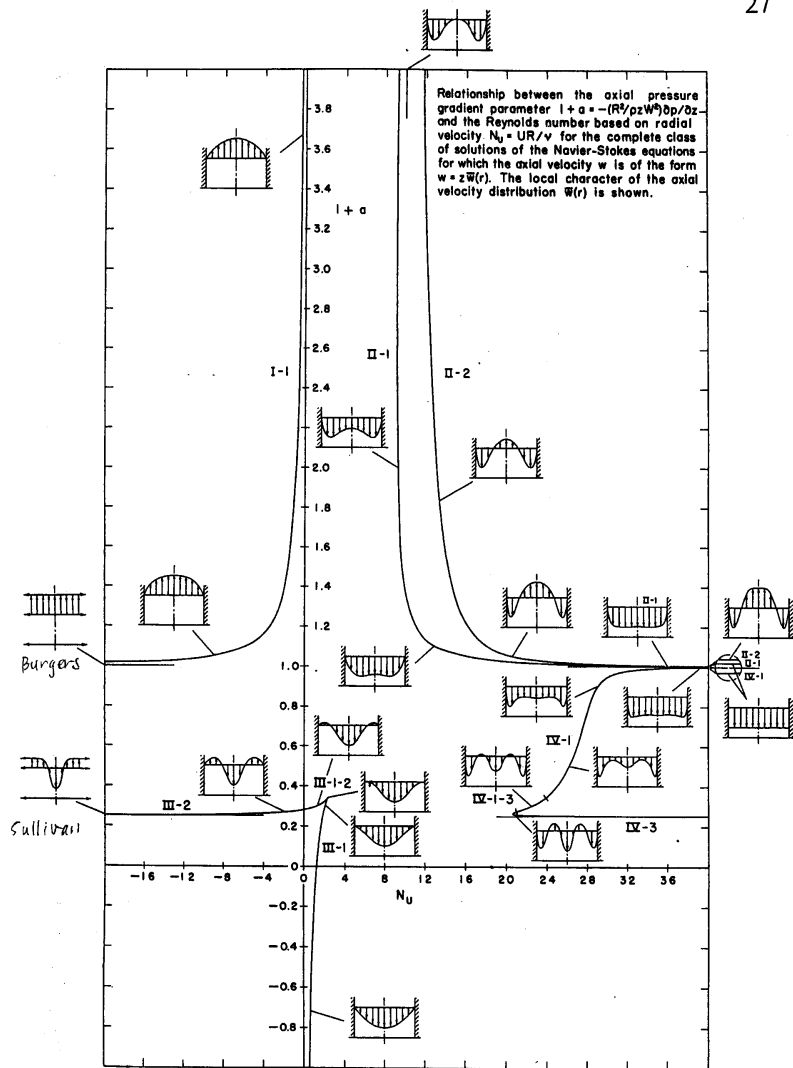 27
Relationship between the axial pressure
gradient parameter 1 + a = -(R²/ρzW²)∂p/∂z
and the Reynolds number based on radial
velocity N_U = UR/ν for the complete class
of solutions of the Navier-Stokes equations
for which the axial velocity w is of the form
w = z w̄(r). The local character of the axial
velocity distribution w̄(r) is shown.
3.8
3.6
3.4
1 + a
3.2
3.0
2.8
2.6
I-1
II-1
II-2
2.4
2.2
2.0
1.8
1.6
1.4
1.2
II-1
Burgers
1.0
II-2
II-1
IV-1
0.8
IV-1
0.6
III-1-2
0.4
IV-1-3
III-2
Sullivan
0.2
III-1
IV-3
0
-16
-12
-8
-4
0
4
8
12
16
20
24
28
32
36
N_U
-0.2
-0.4
-0.6
-0.8